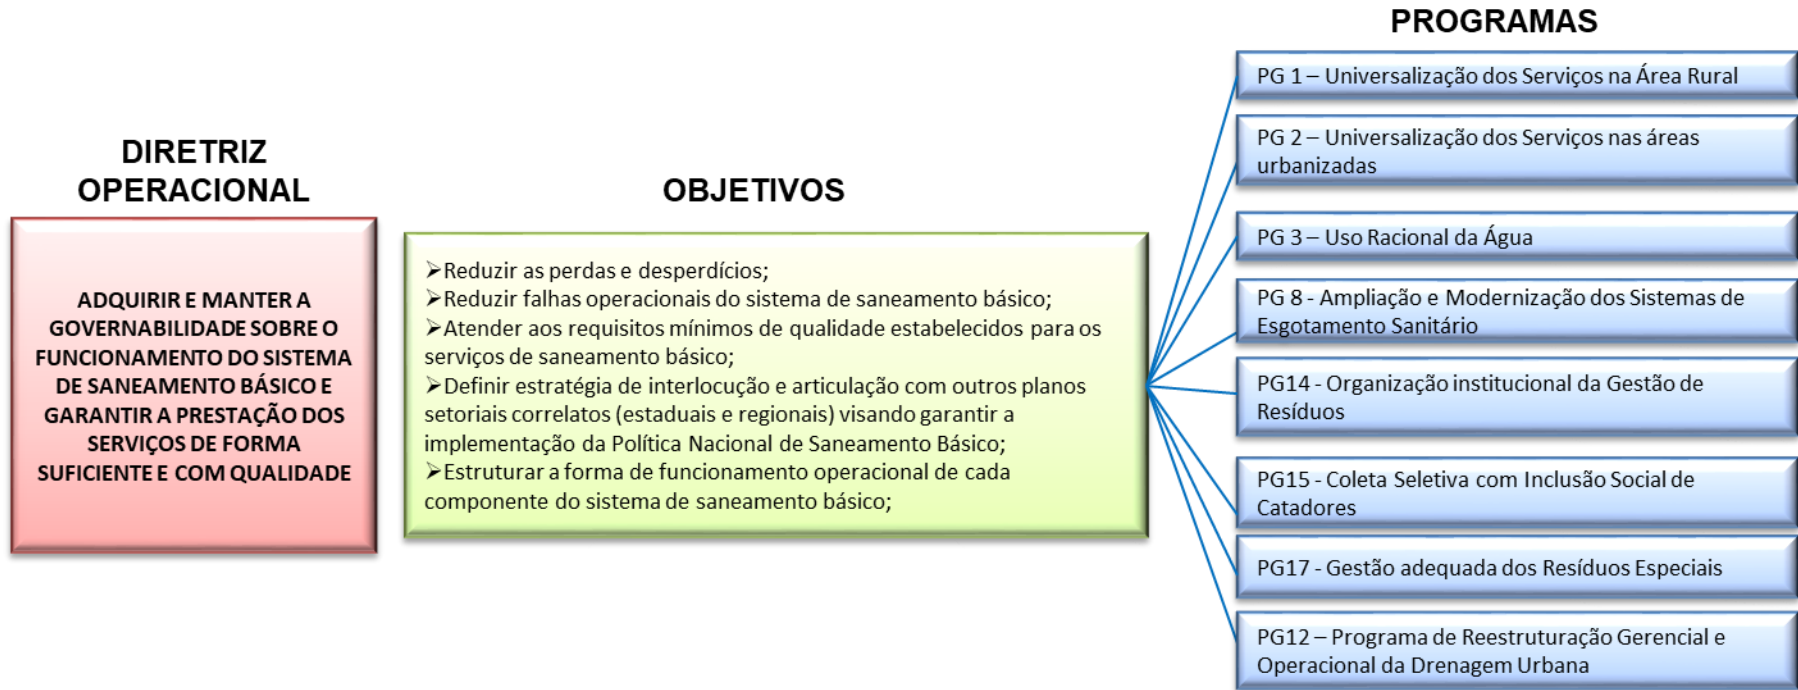 DIRETRIZ
OPERACIONAL
ADQUIRIR E MANTER A
GOVERNABILIDADE SOBRE O
FUNCIONAMENTO DO SISTEMA
DE SANEAMENTO BÁSICO E
GARANTIR A PRESTAÇÃO DOS
SERVIÇOS DE FORMA
SUFICIENTE E COM QUALIDADE
OBJETIVOS
➢Reduzir as perdas e desperdícios;
➢Reduzir falhas operacionais do sistema de saneamento básico;
➢Atender aos requisitos mínimos de qualidade estabelecidos para os
serviços de saneamento básico;
➢Definir estratégia de interlocução e articulação com outros planos
setoriais correlatos (estaduais e regionais) visando garantir a
implementação da Política Nacional de Saneamento Básico;
➢Estruturar a forma de funcionamento operacional de cada
componente do sistema de saneamento básico;
PROGRAMAS
PG 1 – Universalização dos Serviços na Área Rural
PG 2 – Universalização dos Serviços nas áreas
urbanizadas
PG 3 – Uso Racional da Água
PG 8 - Ampliação e Modernização dos Sistemas de
Esgotamento Sanitário
PG14 - Organização institucional da Gestão de
Resíduos
PG15 - Coleta Seletiva com Inclusão Social de
Catadores
PG17 - Gestão adequada dos Resíduos Especiais
PG12 – Programa de Reestruturação Gerencial e
Operacional da Drenagem Urbana